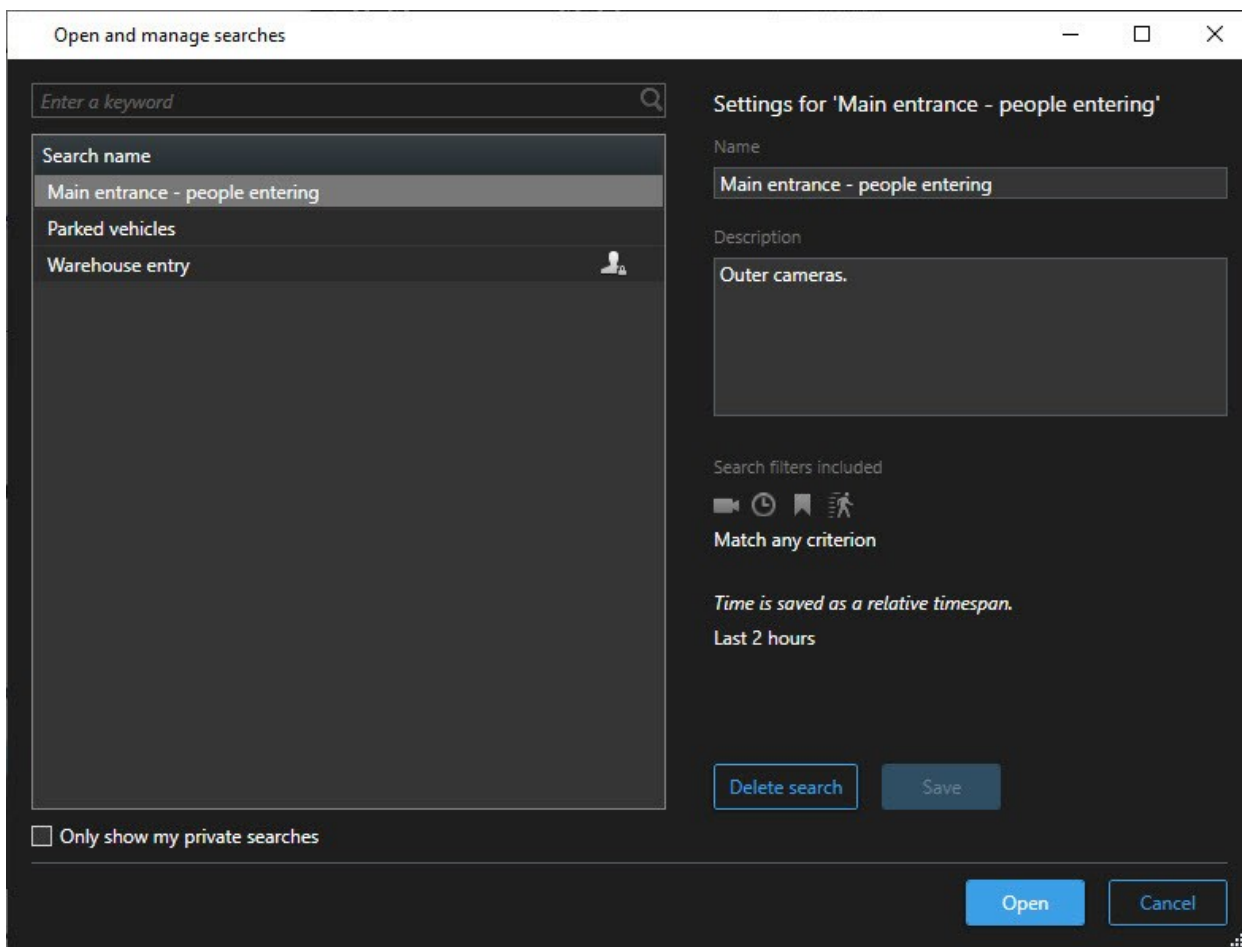 Open and manage searches
Enter a keyword
Search name
Main entrance - people entering
Parked vehicles
Warehouse entry
Only show my private searches
Settings for 'Main entrance - people entering'
Name
Main entrance - people entering
Description
Outer cameras.
Search filters included
Match any criterion
Time is saved as a relative timespan.
Last 2 hours
Delete search
Save
Open
Cancel